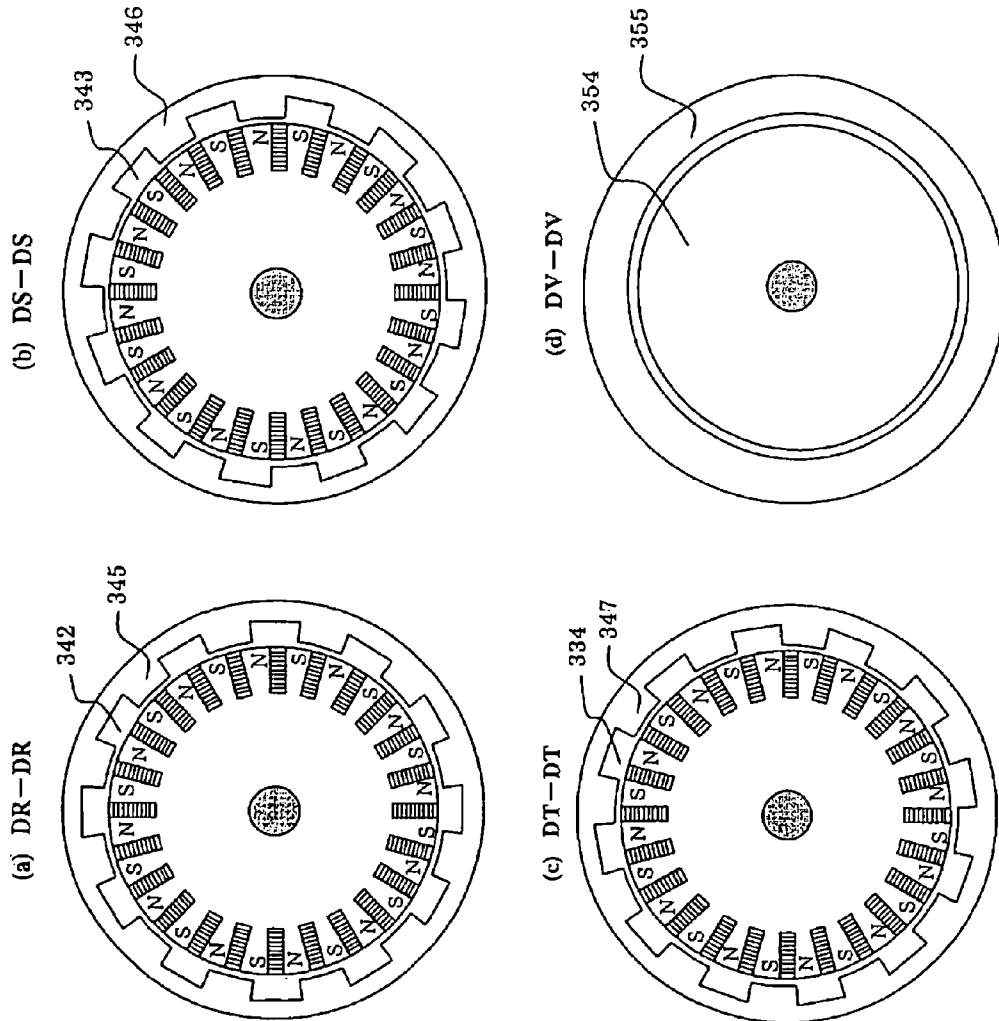 (a) DR–DR
342
345
N S N S N S N S N S N S N S N S N S N S N S N S
(b) DS–DS
343
346
N S N S N S N S N S N S N S N S N S N S N S N S
(c) DT–DT
334
347
N S N S N S N S N S N S N S N S N S N S N S N S
(d) DV–DV
354
355